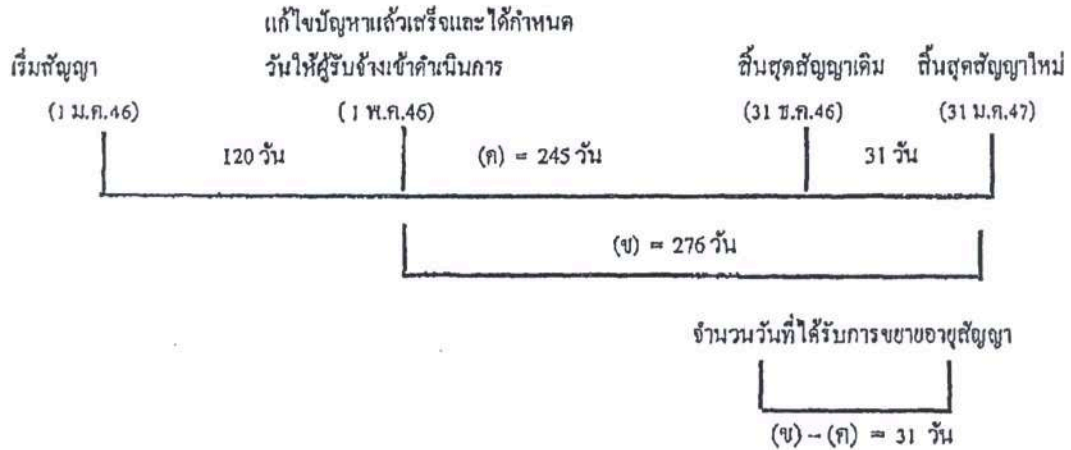 แก้ไขปัญหาแล้วเสร็จและได้กำหนด
เริ่มสัญญา วันให้ผู้รับจ้างเข้าดำเนินการ สิ้นสุดสัญญาเดิม สิ้นสุดสัญญาใหม่
(1 ม.ค.46) (1 พ.ค.46) (31 ธ.ค.46) (31 ม.ค.47)
120 วัน (ค) = 245 วัน 31 วัน
(ข) = 276 วัน
จำนวนวันที่ได้รับการขยายอายุสัญญา
(ข) – (ค) = 31 วัน